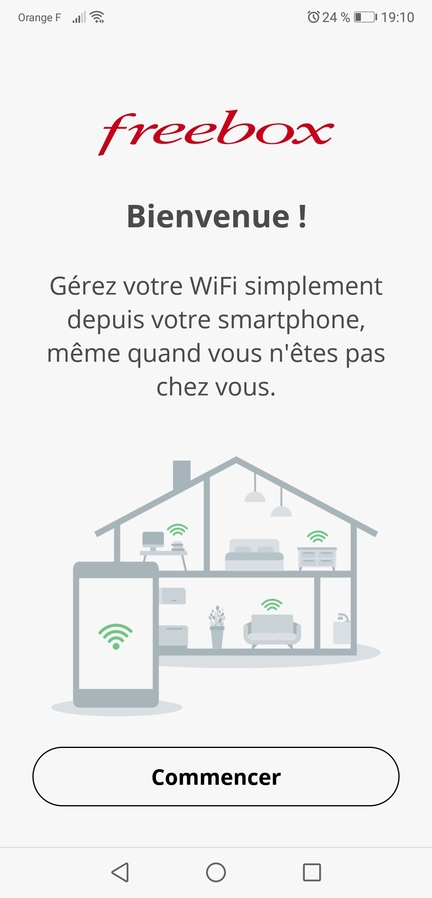 Orange F 24 % 19:10
freebox
Bienvenue !
Gérez votre WiFi simplement
depuis votre smartphone,
même quand vous n'êtes pas
chez vous.
Commencer